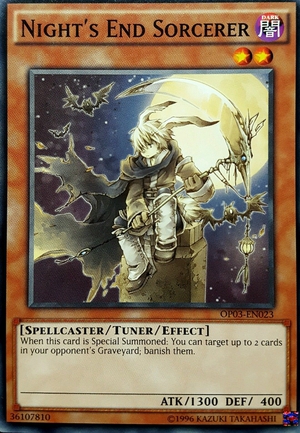 NIGHT'S END SORCERER
DARK
闇
OP03-EN023
[SPELLCASTER/TUNER/EFFECT]
When this card is Special Summoned: You can target up to 2 cards
in your opponent's Graveyard; banish them.
ATK/1300 DEF/ 400
36107810
©1996 KAZUKI TAKAHASHI